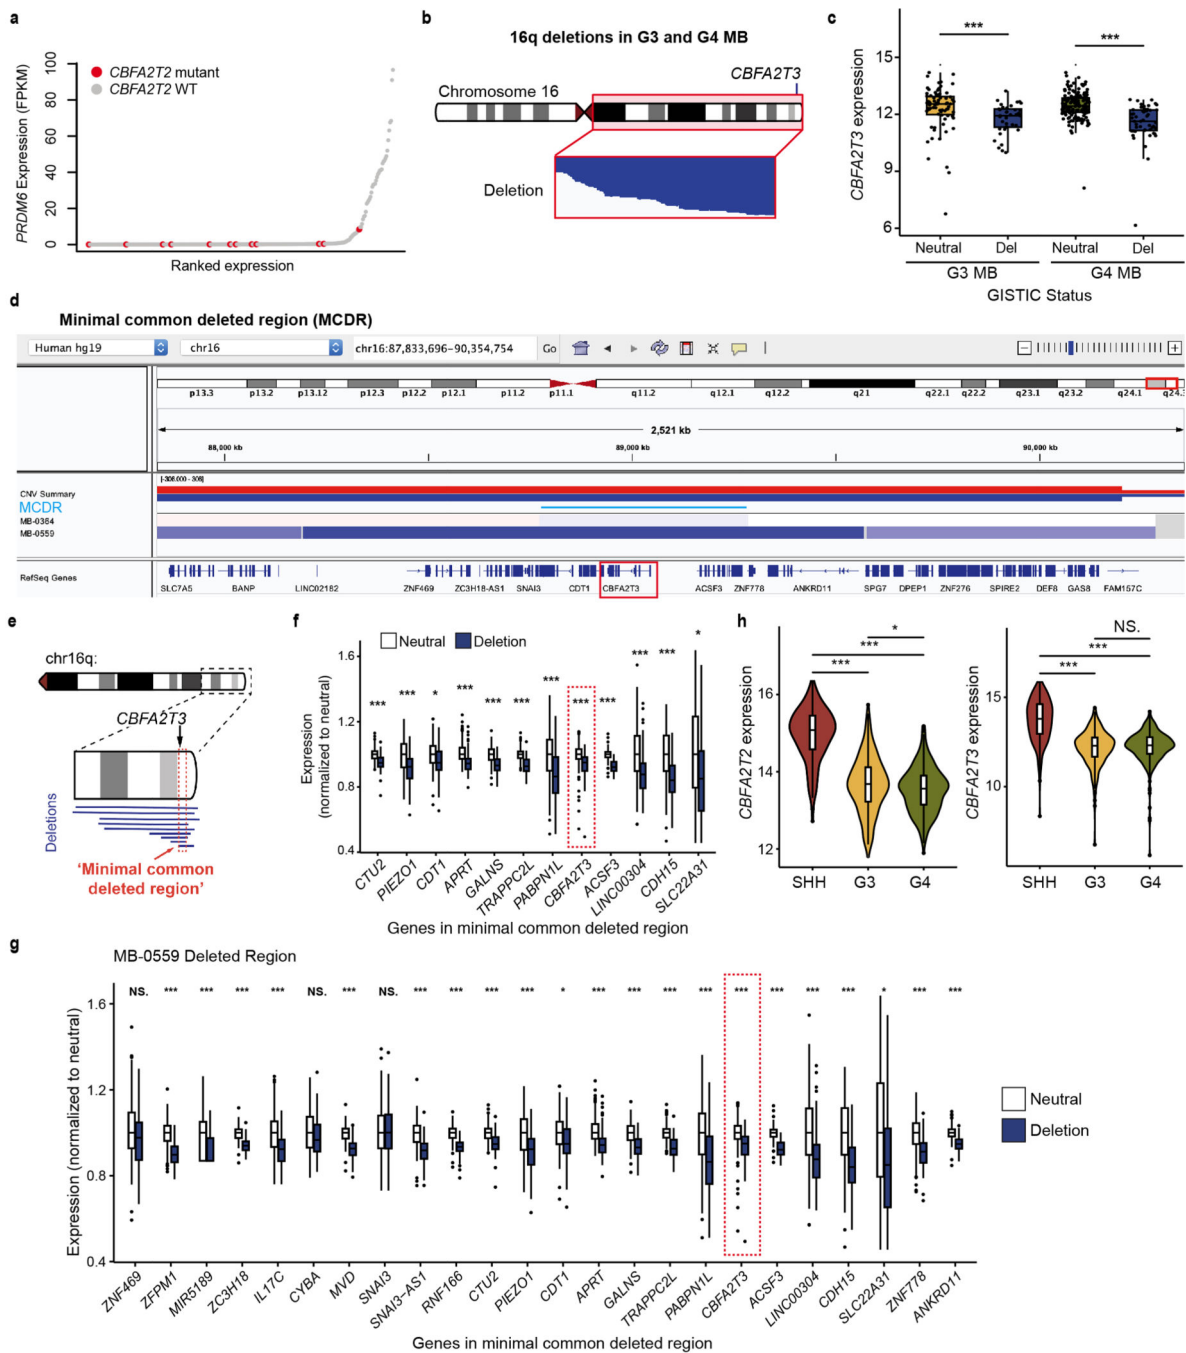 a
PRDM6 Expression (FPKM)
100
80
60
40
20
0
CBFA2T2 mutant
CBFA2T2 WT
Ranked expression
b
16q deletions in G3 and G4 MB
CBFA2T3
Chromosome 16
Deletion
c
CBFA2T3 expression
15
12
9
6
***
***
Neutral Del Neutral Del
G3 MB G4 MB
GISTIC Status
d
Minimal common deleted region (MCDR)
Human hg19 chr16 chr16:87,833,696-90,354,754 Go
p13.3 p13.2 p13.12 p12.3 p12.2 p12.1 p11.2 p11.1 q11.2 q12.1 q12.2 q21 q22.1 q22.2 q23.1 q23.2 q24.1 q24.3
2,521 kb
88,000 kb 89,000 kb 90,000 kb
CNV Summary
MCDR
MB-0364
MB-0559
RefSeq Genes
SLC7A5 BANP LINC02182 ZNF469 ZC3H18-AS1 SNAI3 CDT1 CBFA2T3 ACSF3 ZNF778 ANKRD11 SPG7 DPEP1 ZNF276 SPIRE2 DEF8 GAS8 FAM157C
e
chr16q:
CBFA2T3
Deletions
'Minimal common
deleted region'
f
Neutral Deletion
Expression
(normalized to neutral)
1.6
1.2
0.8
0.4
*** *** * *** *** *** *** *** *** *** *** *
CTU2 PIEZO1 CDT1 APRT GALNS TRAPPC2L PABPN1L CBFA2T3 ACSF3 LINC00304 CDH15 SLC22A31
Genes in minimal common deleted region
h
CBFA2T2 expression
16
14
12
*
***
***
SHH G3 G4
CBFA2T3 expression
15
10
NS.
***
***
SHH G3 G4
g
MB-0559 Deleted Region
Expression (normalized to neutral)
1.6
1.2
0.8
0.4
NS. *** *** *** *** NS. *** NS. *** *** *** *** * *** *** *** *** *** *** *** *** * *** ***
ZNF469 ZFPM1 MIR5189 ZC3H18 IL17C CYBA MVD SNAI3 SNAI3-AS1 RNF166 CTU2 PIEZO1 CDT1 APRT GALNS TRAPPC2L PABPN1L CBFA2T3 ACSF3 LINC00304 CDH15 SLC22A31 ZNF778 ANKRD11
Genes in minimal common deleted region
Neutral
Deletion